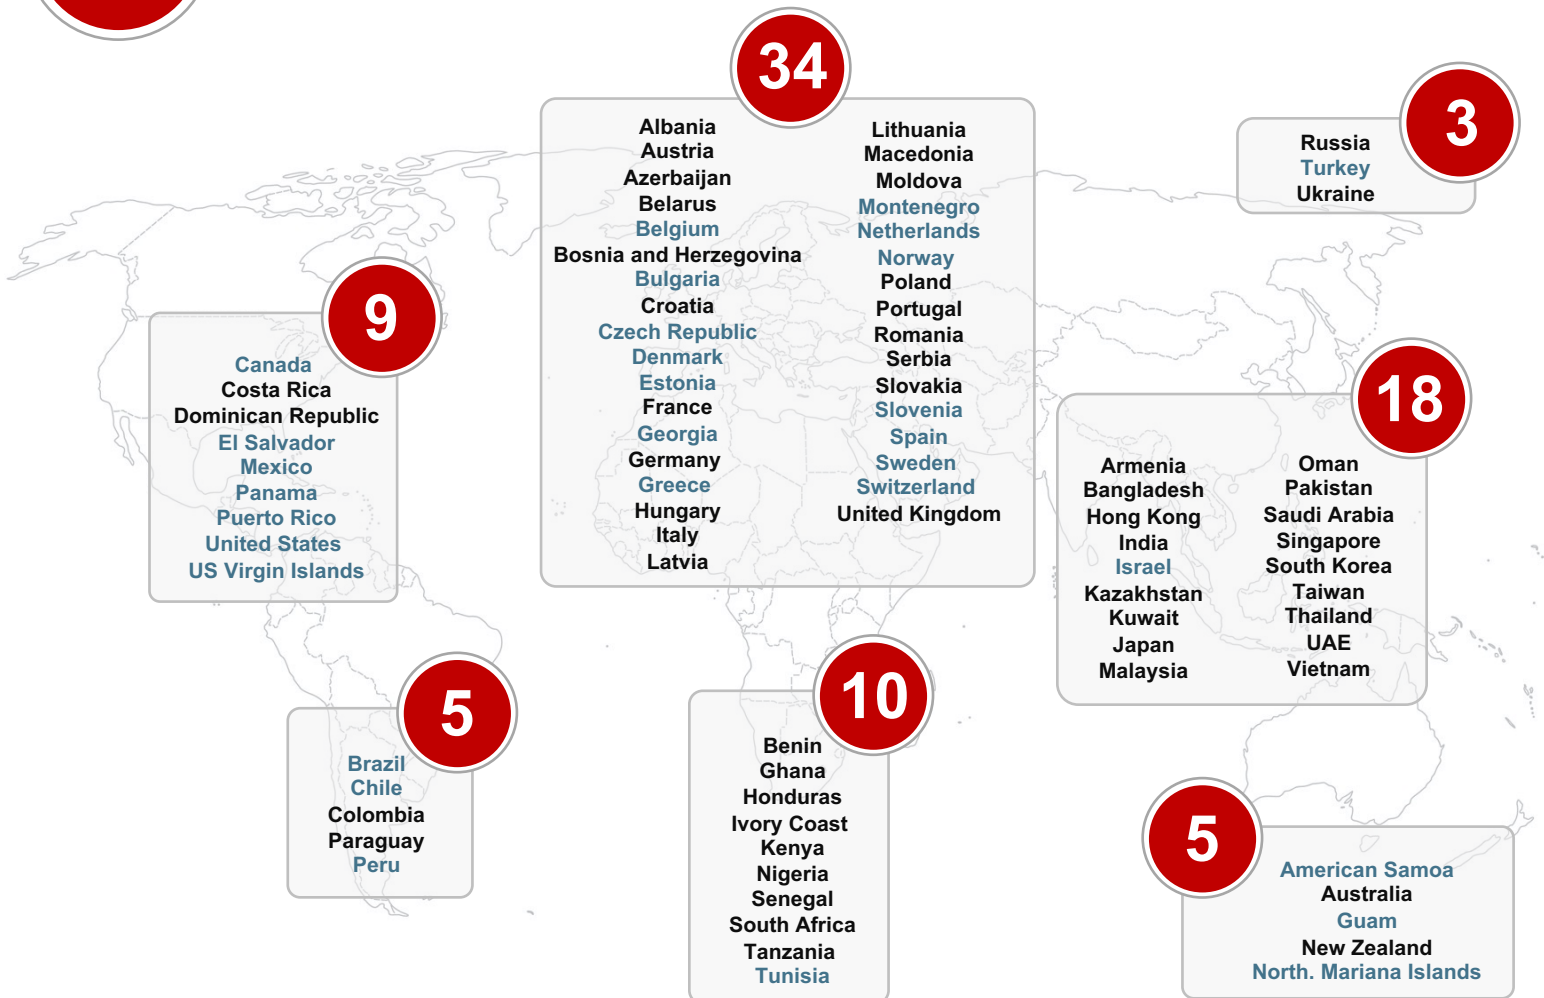 34
Albania
Austria
Azerbaijan
Belarus
Belgium
Bosnia and Herzegovina
Bulgaria
Croatia
Czech Republic
Denmark
Estonia
France
Georgia
Germany
Greece
Hungary
Italy
Latvia
Lithuania
Macedonia
Moldova
Montenegro
Netherlands
Norway
Poland
Portugal
Romania
Serbia
Slovakia
Slovenia
Spain
Sweden
Switzerland
United Kingdom
3
Russia
Turkey
Ukraine
9
Canada
Costa Rica
Dominican Republic
El Salvador
Mexico
Panama
Puerto Rico
United States
US Virgin Islands
18
Armenia
Bangladesh
Hong Kong
India
Israel
Kazakhstan
Kuwait
Japan
Malaysia
Oman
Pakistan
Saudi Arabia
Singapore
South Korea
Taiwan
Thailand
UAE
Vietnam
5
Brazil
Chile
Colombia
Paraguay
Peru
10
Benin
Ghana
Honduras
Ivory Coast
Kenya
Nigeria
Senegal
South Africa
Tanzania
Tunisia
5
American Samoa
Australia
Guam
New Zealand
North. Mariana Islands